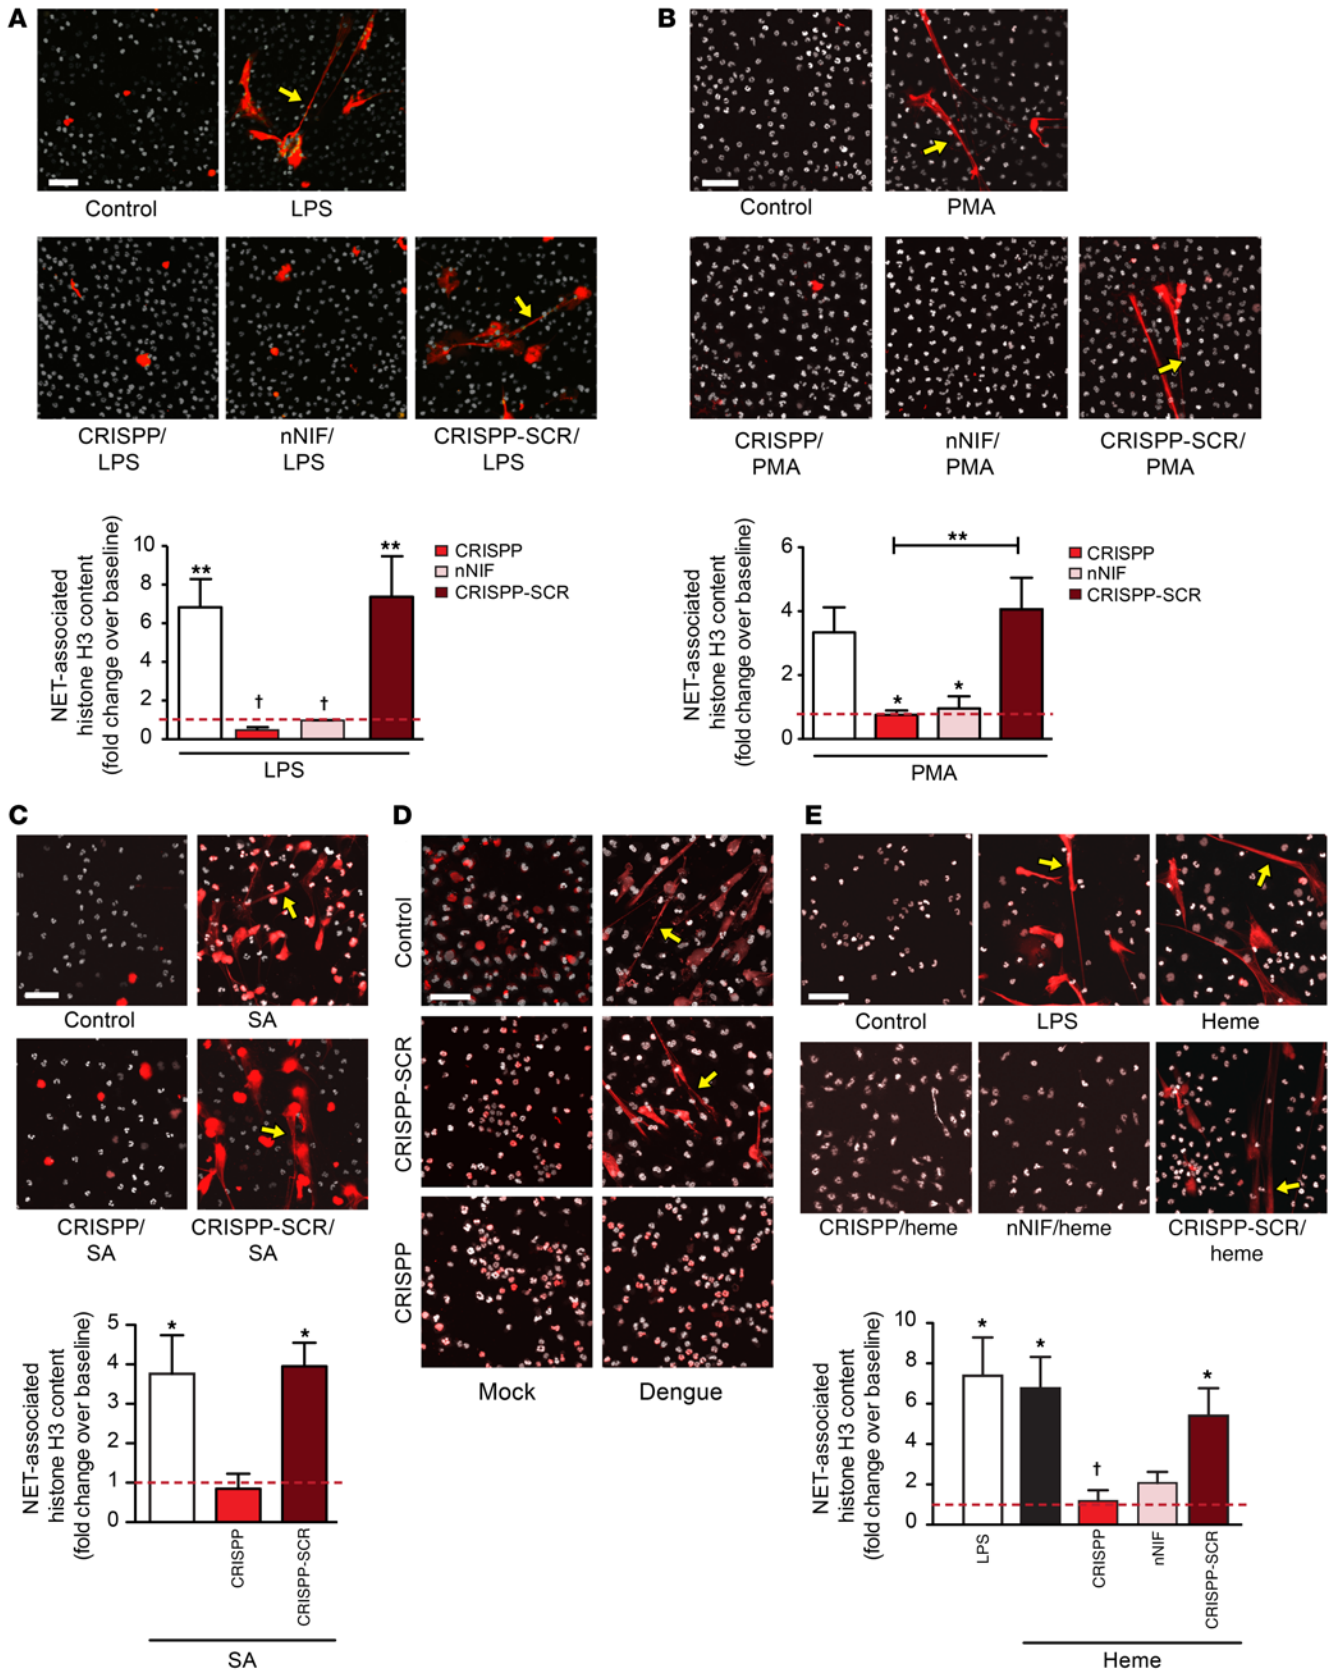 A
Control
LPS
CRISPP/
LPS
nNIF/
LPS
CRISPP-SCR/
LPS
NET-associated
histone H3 content
(fold change over baseline)
10
8
6
4
2
0
**
†
†
**
CRISPP
nNIF
CRISPP-SCR
LPS
B
Control
PMA
CRISPP/
PMA
nNIF/
PMA
CRISPP-SCR/
PMA
NET-associated
histone H3 content
(fold change over baseline)
6
4
2
0
**
*
*
CRISPP
nNIF
CRISPP-SCR
PMA
C
Control
SA
CRISPP/
SA
CRISPP-SCR/
SA
NET-associated
histone H3 content
(fold change over baseline)
5
4
3
2
1
0
*
*
CRISPP
CRISPP-SCR
SA
D
Control
CRISPP-SCR
CRISPP
Mock
Dengue
E
Control
LPS
Heme
CRISPP/heme
nNIF/heme
CRISPP-SCR/
heme
NET-associated
histone H3 content
(fold change over baseline)
10
8
6
4
2
0
*
*
†
*
LPS
CRISPP
nNIF
CRISPP-SCR
Heme